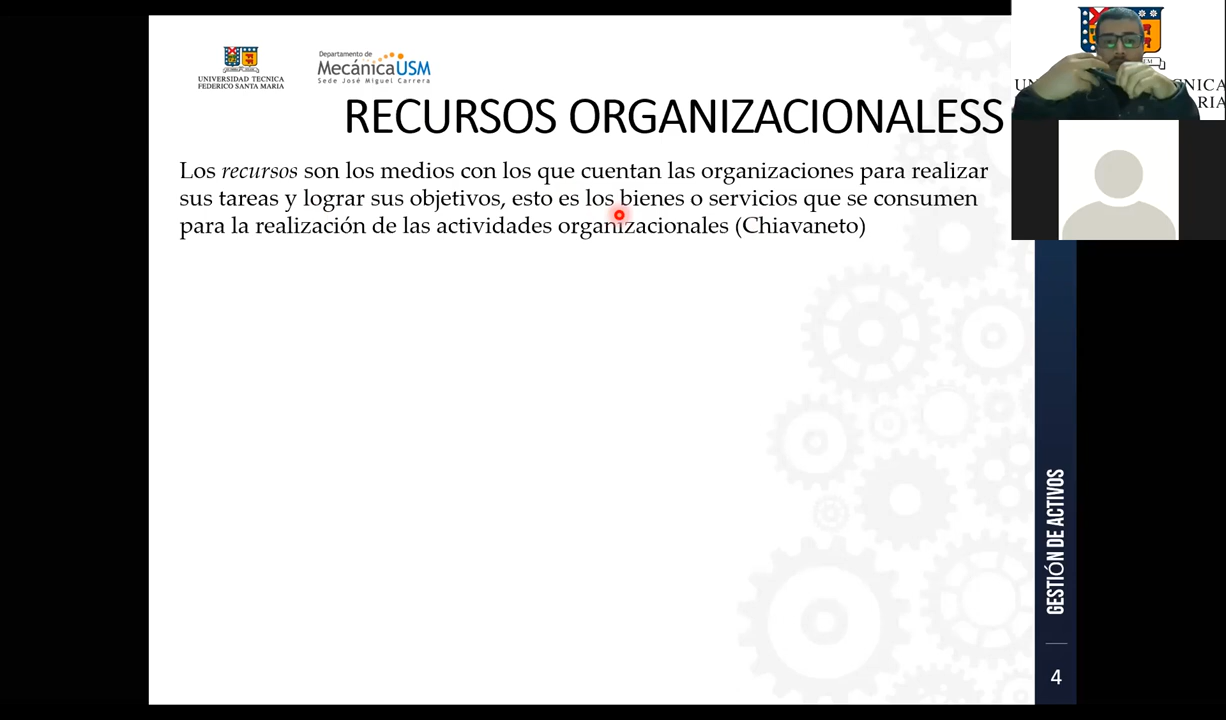 UNIVERSIDAD TECNICA
FEDERICO SANTA MARIA
Departamento de
MecánicaUSM
Sede José Miguel Carrera
RECURSOS ORGANIZACIONALESS
Los recursos son los medios con los que cuentan las organizaciones para realizar
sus tareas y lograr sus objetivos, esto es los bienes o servicios que se consumen
para la realización de las actividades organizacionales (Chiavaneto)
GESTIÓN DE ACTIVOS
4